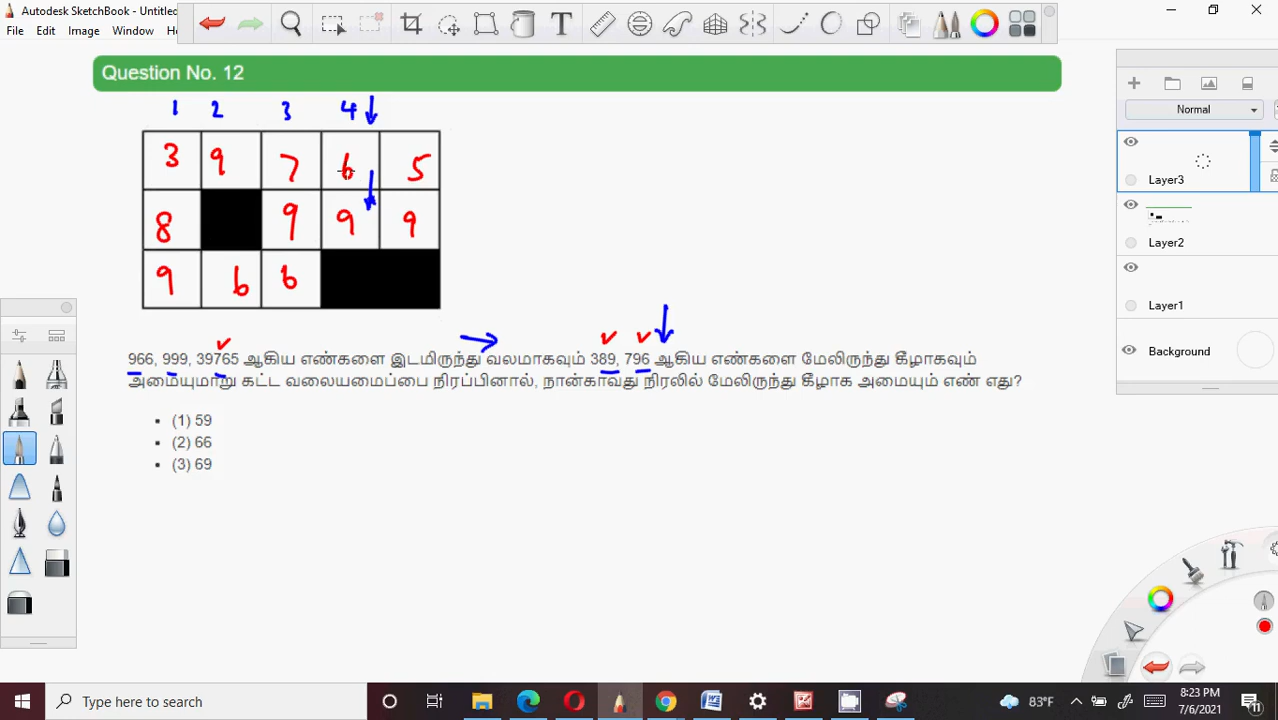 Autodesk SketchBook - Untitled
File Edit Image Window
Question No. 12
1 2 3 4
3 9 7 6 5
8 9 9 9
9 6 6
966, 999, 39765 ஆகிய எண்களை இடமிருந்து வலமாகவும் 389, 796 ஆகிய எண்களை மேலிருந்து கீழாகவும்
அமையுமாறு கட்ட வலையமைப்பை நிரப்பினால், நான்காவது நிரலில் மேலிருந்து கீழாக அமையும் எண் எது?
(1) 59
(2) 66
(3) 69
Normal
Layer3
Layer2
Layer1
Background
Type here to search
83°F
8:23 PM
7/6/2021